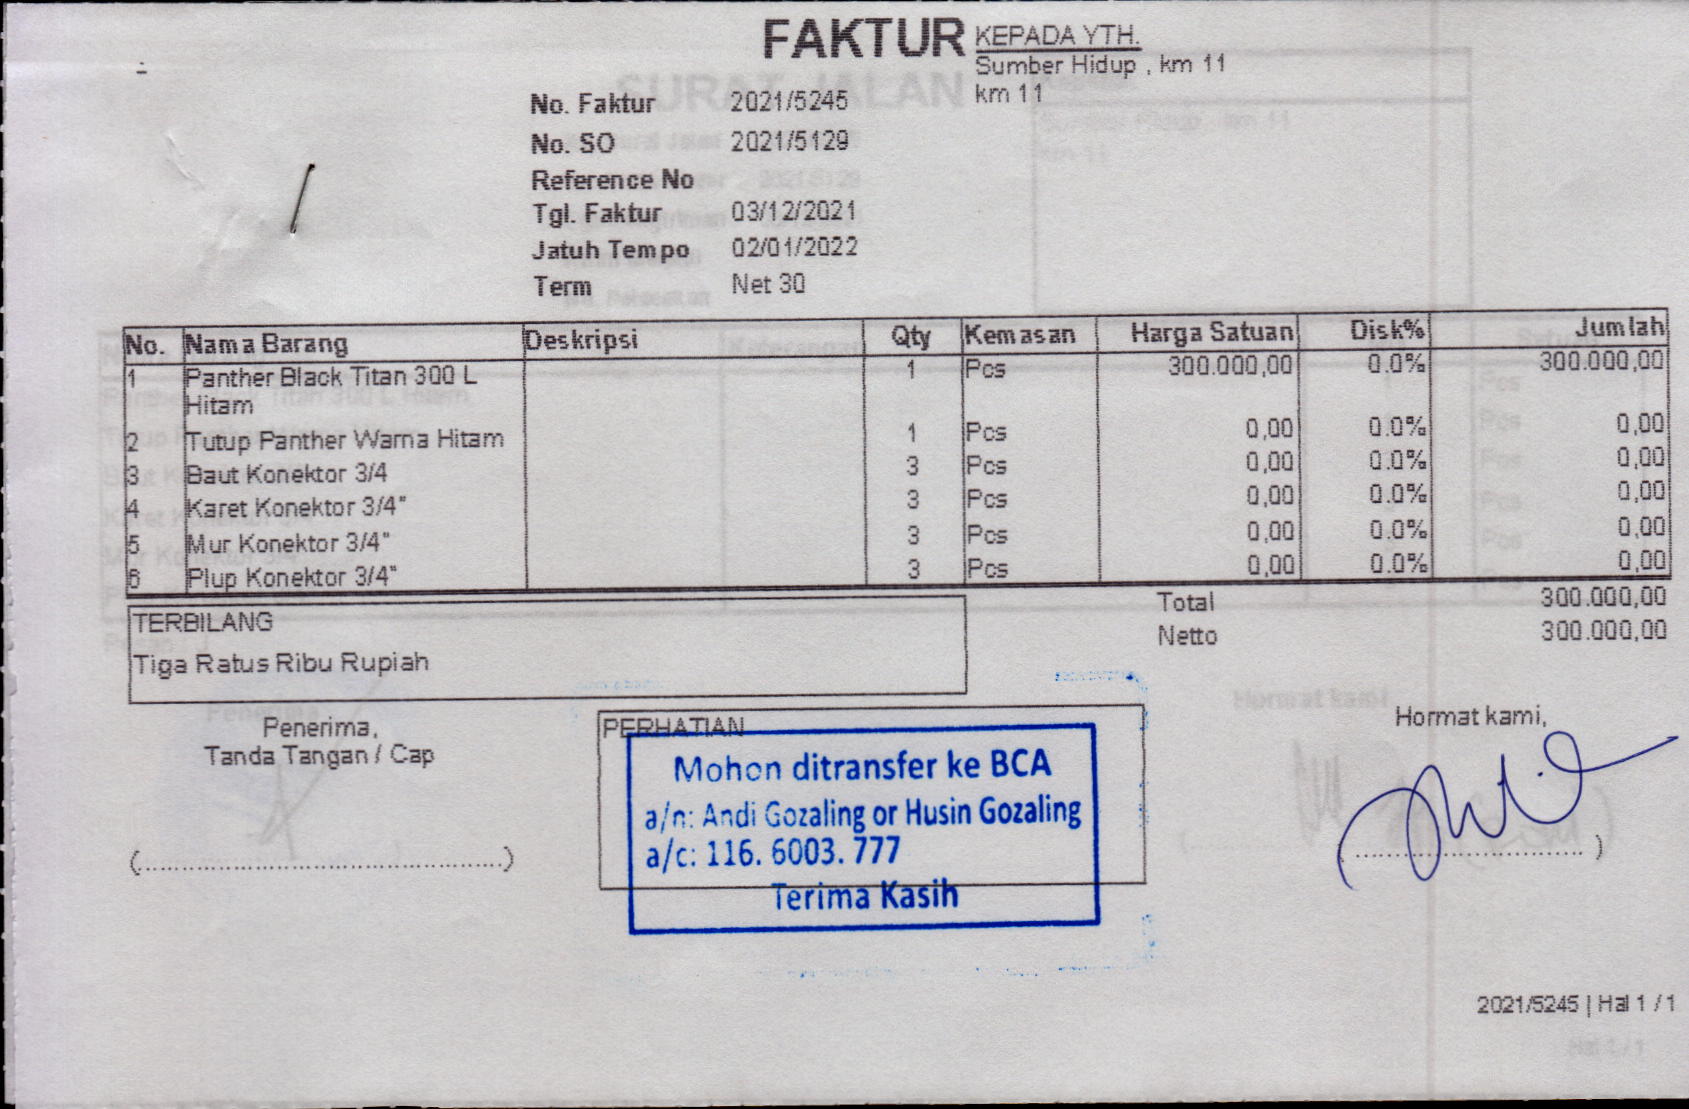 FAKTUR
KEPADA YTH.
Sumber Hidup , km 11
km 11
No. Faktur 2021/5245
No. SO 2021/5129
Reference No
Tgl. Faktur 03/12/2021
Jatuh Tempo 02/01/2022
Term Net 30
No. Nama Barang Deskripsi Qty Kemasan Harga Satuan Disk% Jumlah
1 Panther Black Titan 300 L 1 Pcs 300.000,00 0.0% 300.000,00
Hitam
2 Tutup Panther Warna Hitam 1 Pcs 0,00 0.0% 0,00
3 Baut Konektor 3/4 3 Pcs 0,00 0.0% 0,00
4 Karet Konektor 3/4" 3 Pcs 0,00 0.0% 0,00
5 Mur Konektor 3/4" 3 Pcs 0,00 0.0% 0,00
6 Plup Konektor 3/4" 3 Pcs 0,00 0.0% 0,00
Total 300.000,00
Netto 300.000,00
TERBILANG
Tiga Ratus Ribu Rupiah
Penerima,
Tanda Tangan / Cap
PERHATIAN
Mohon ditransfer ke BCA
a/n: Andi Gozaling or Husin Gozaling
a/c: 116. 6003. 777
Terima Kasih
Hormat kami,
2021/5245 | Hal 1 / 1